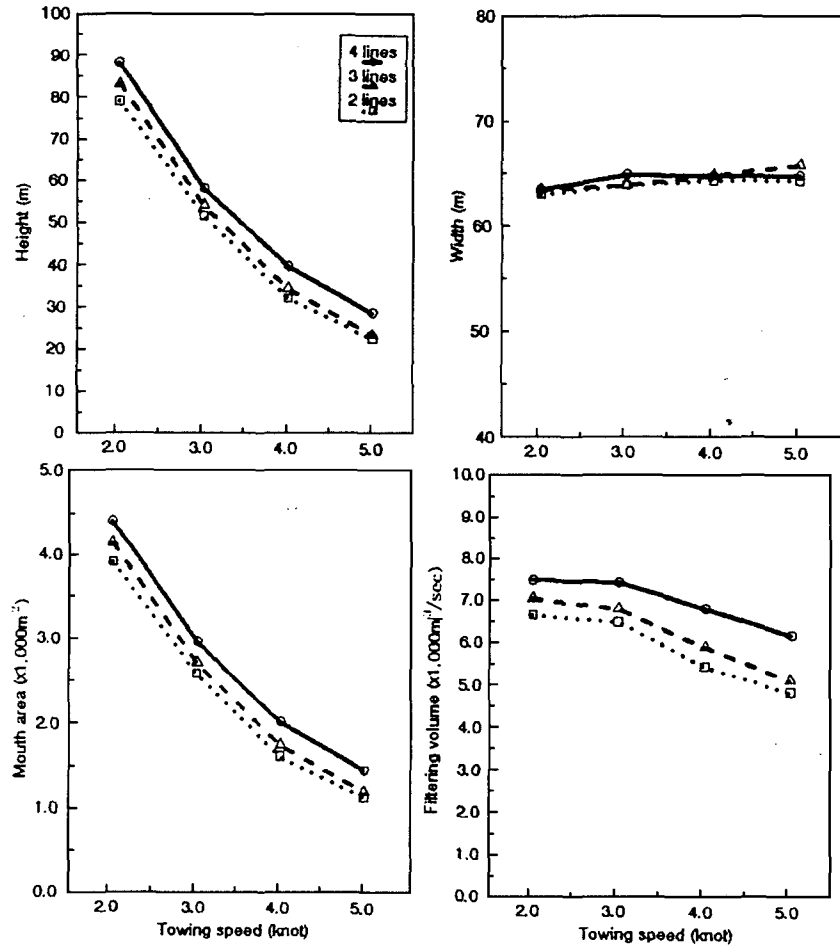 100
90
80
70
60
50
40
30
20
10
0
Height (m)
4 lines
3 lines
2 lines
2.0 3.0 4.0 5.0
80
70
60
50
40
Width (m)
2.0 3.0 4.0 5.0
5.0
4.0
3.0
2.0
1.0
0.0
Mouth area (x1,000m²)
2.0 3.0 4.0 5.0
Towing speed (knot)
10.0
9.0
8.0
7.0
6.0
5.0
4.0
3.0
2.0
1.0
0.0
Fittering volume (x1,000m³/sec)
2.0 3.0 4.0 5.0
Towing speed (knot)